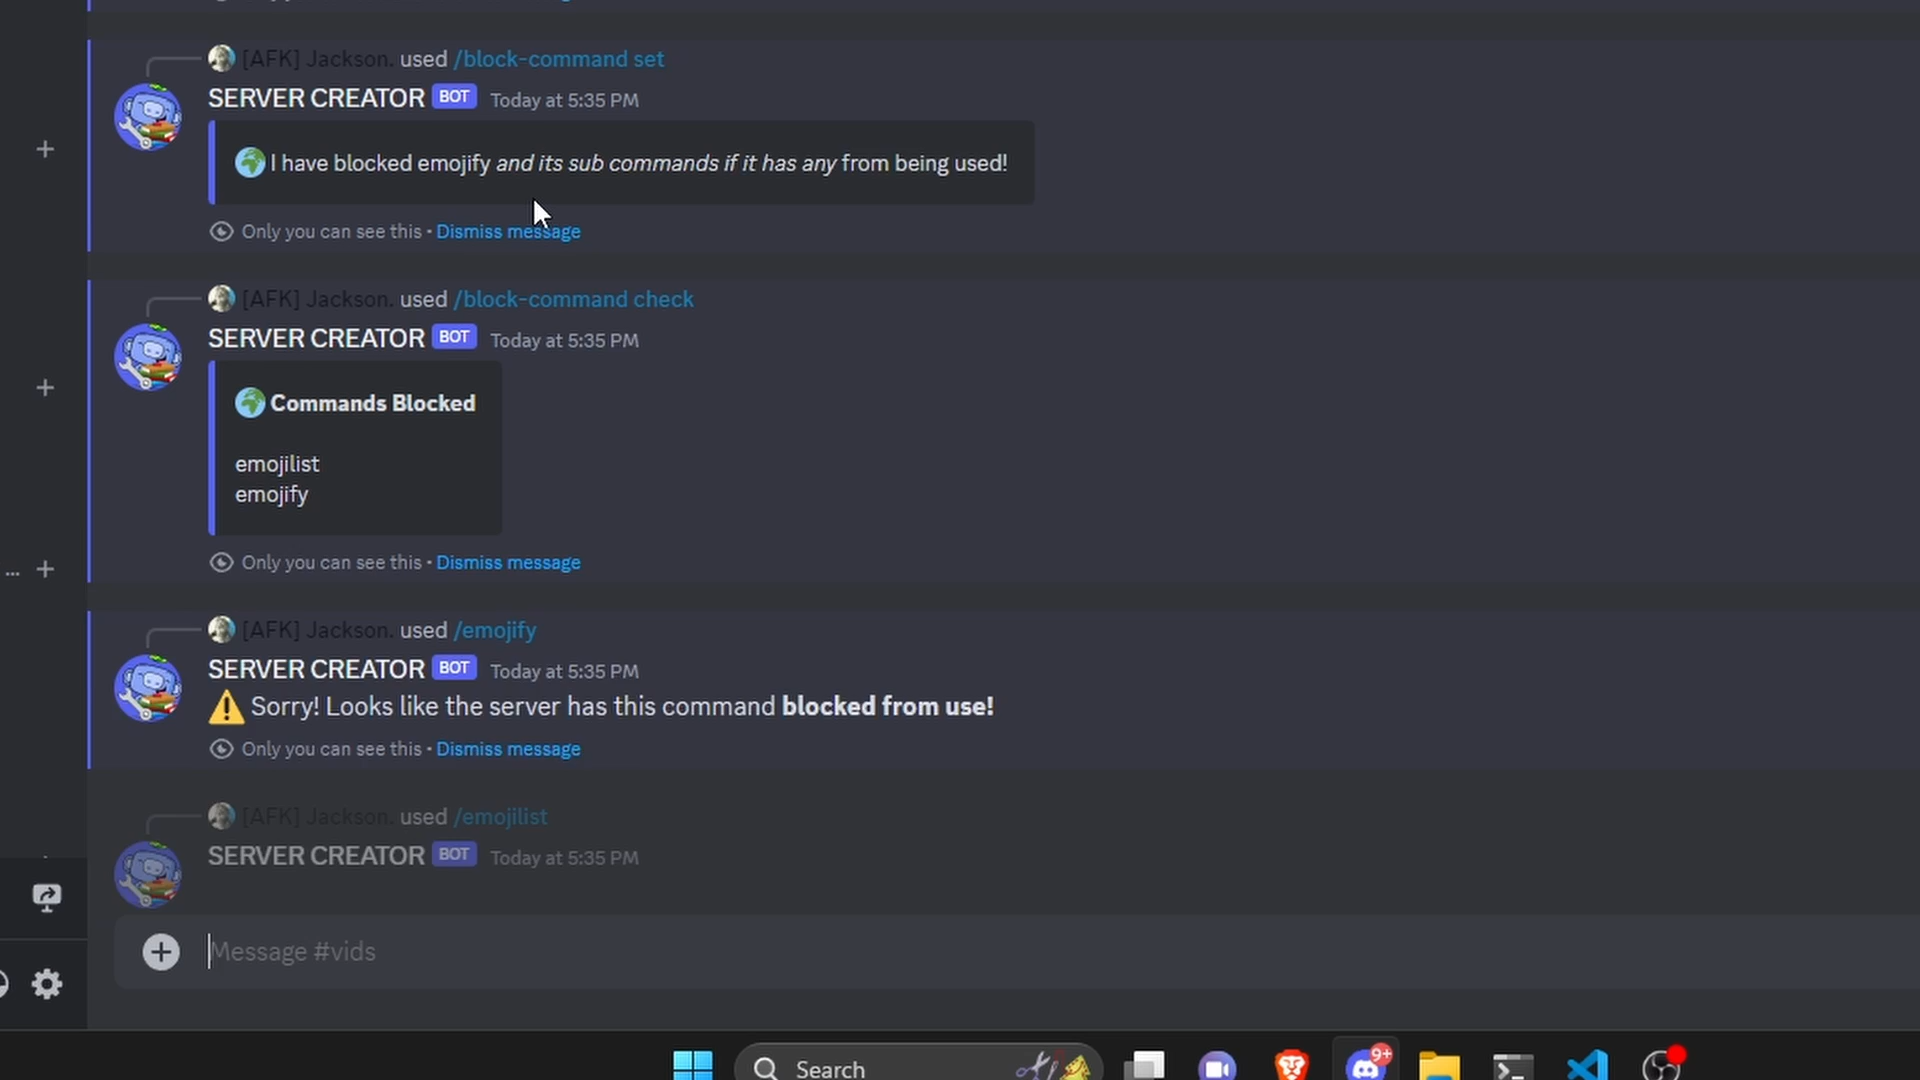 [AFK] Jackson. used /block-command set
SERVER CREATOR BOT Today at 5:35 PM
I have blocked emojify and its sub commands if it has any from being used!
Only you can see this • Dismiss message
[AFK] Jackson. used /block-command check
SERVER CREATOR BOT Today at 5:35 PM
Commands Blocked
emojilist
emojify
Only you can see this • Dismiss message
[AFK] Jackson. used /emojify
SERVER CREATOR BOT Today at 5:35 PM
⚠️ Sorry! Looks like the server has this command blocked from use!
Only you can see this • Dismiss message
[AFK] Jackson. used /emojilist
SERVER CREATOR BOT Today at 5:35 PM
Message #vids
...
Search
9+